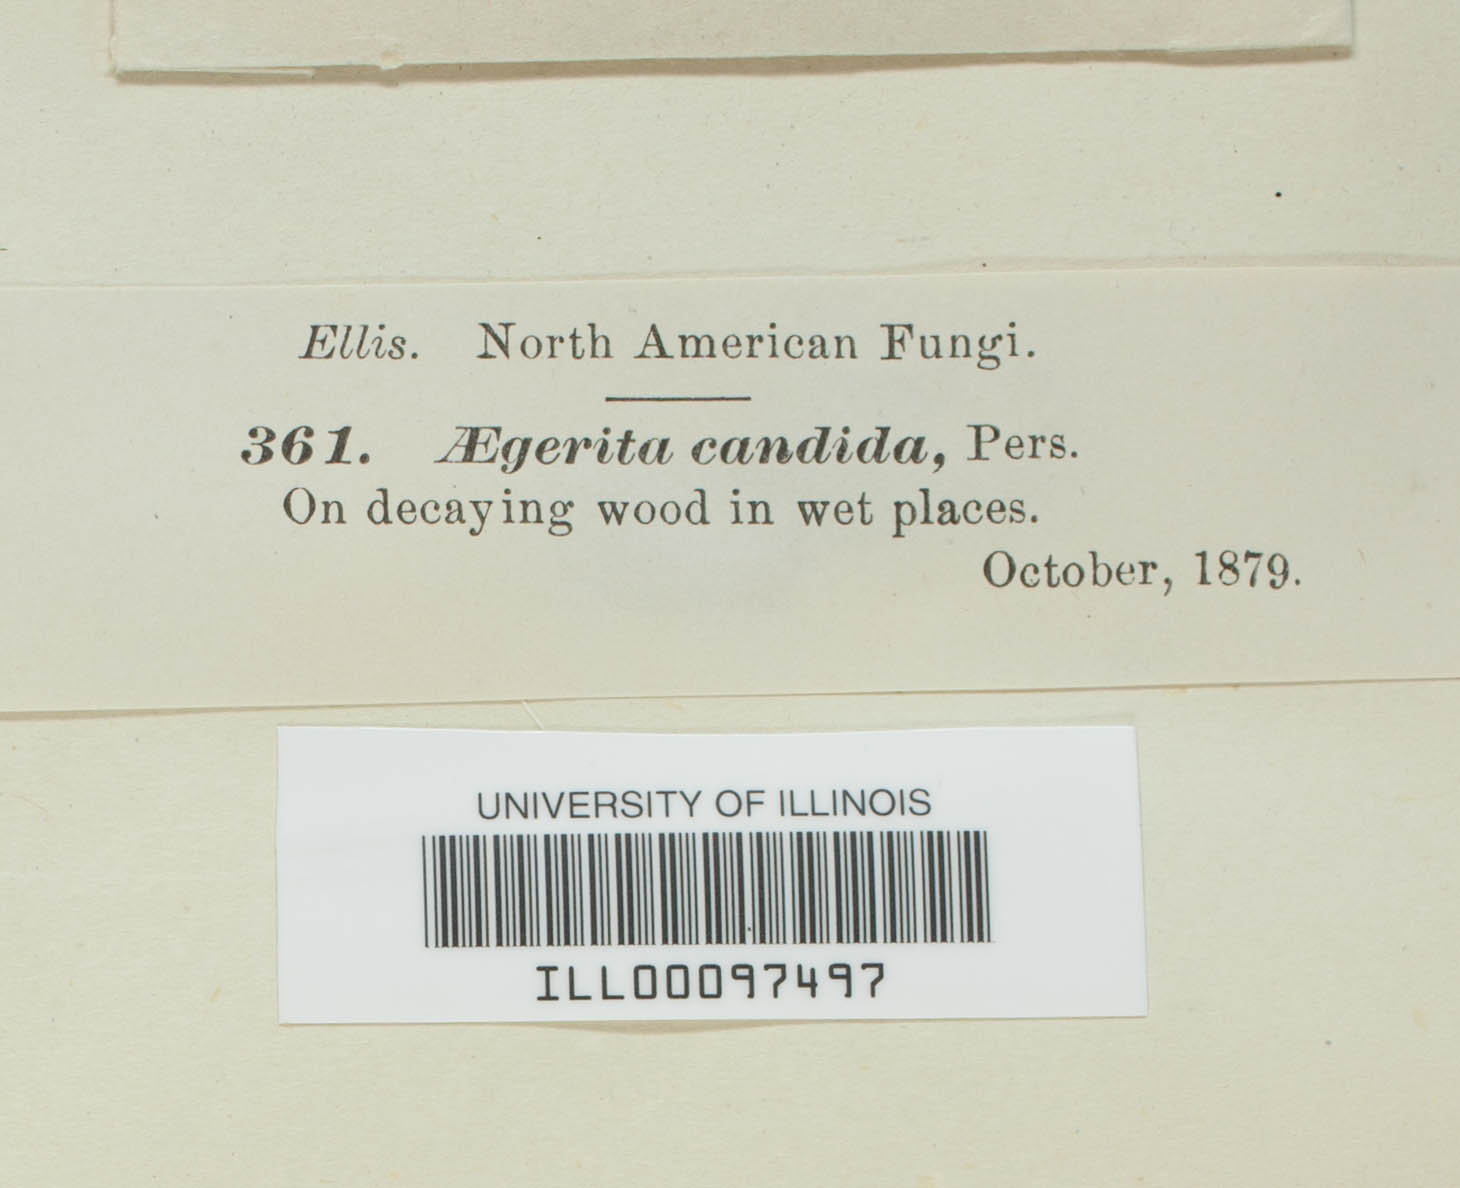 Ellis. North American Fungi.
361. Ægerita candida, Pers.
On decaying wood in wet places.
October, 1879.
UNIVERSITY OF ILLINOIS
ILL00097497